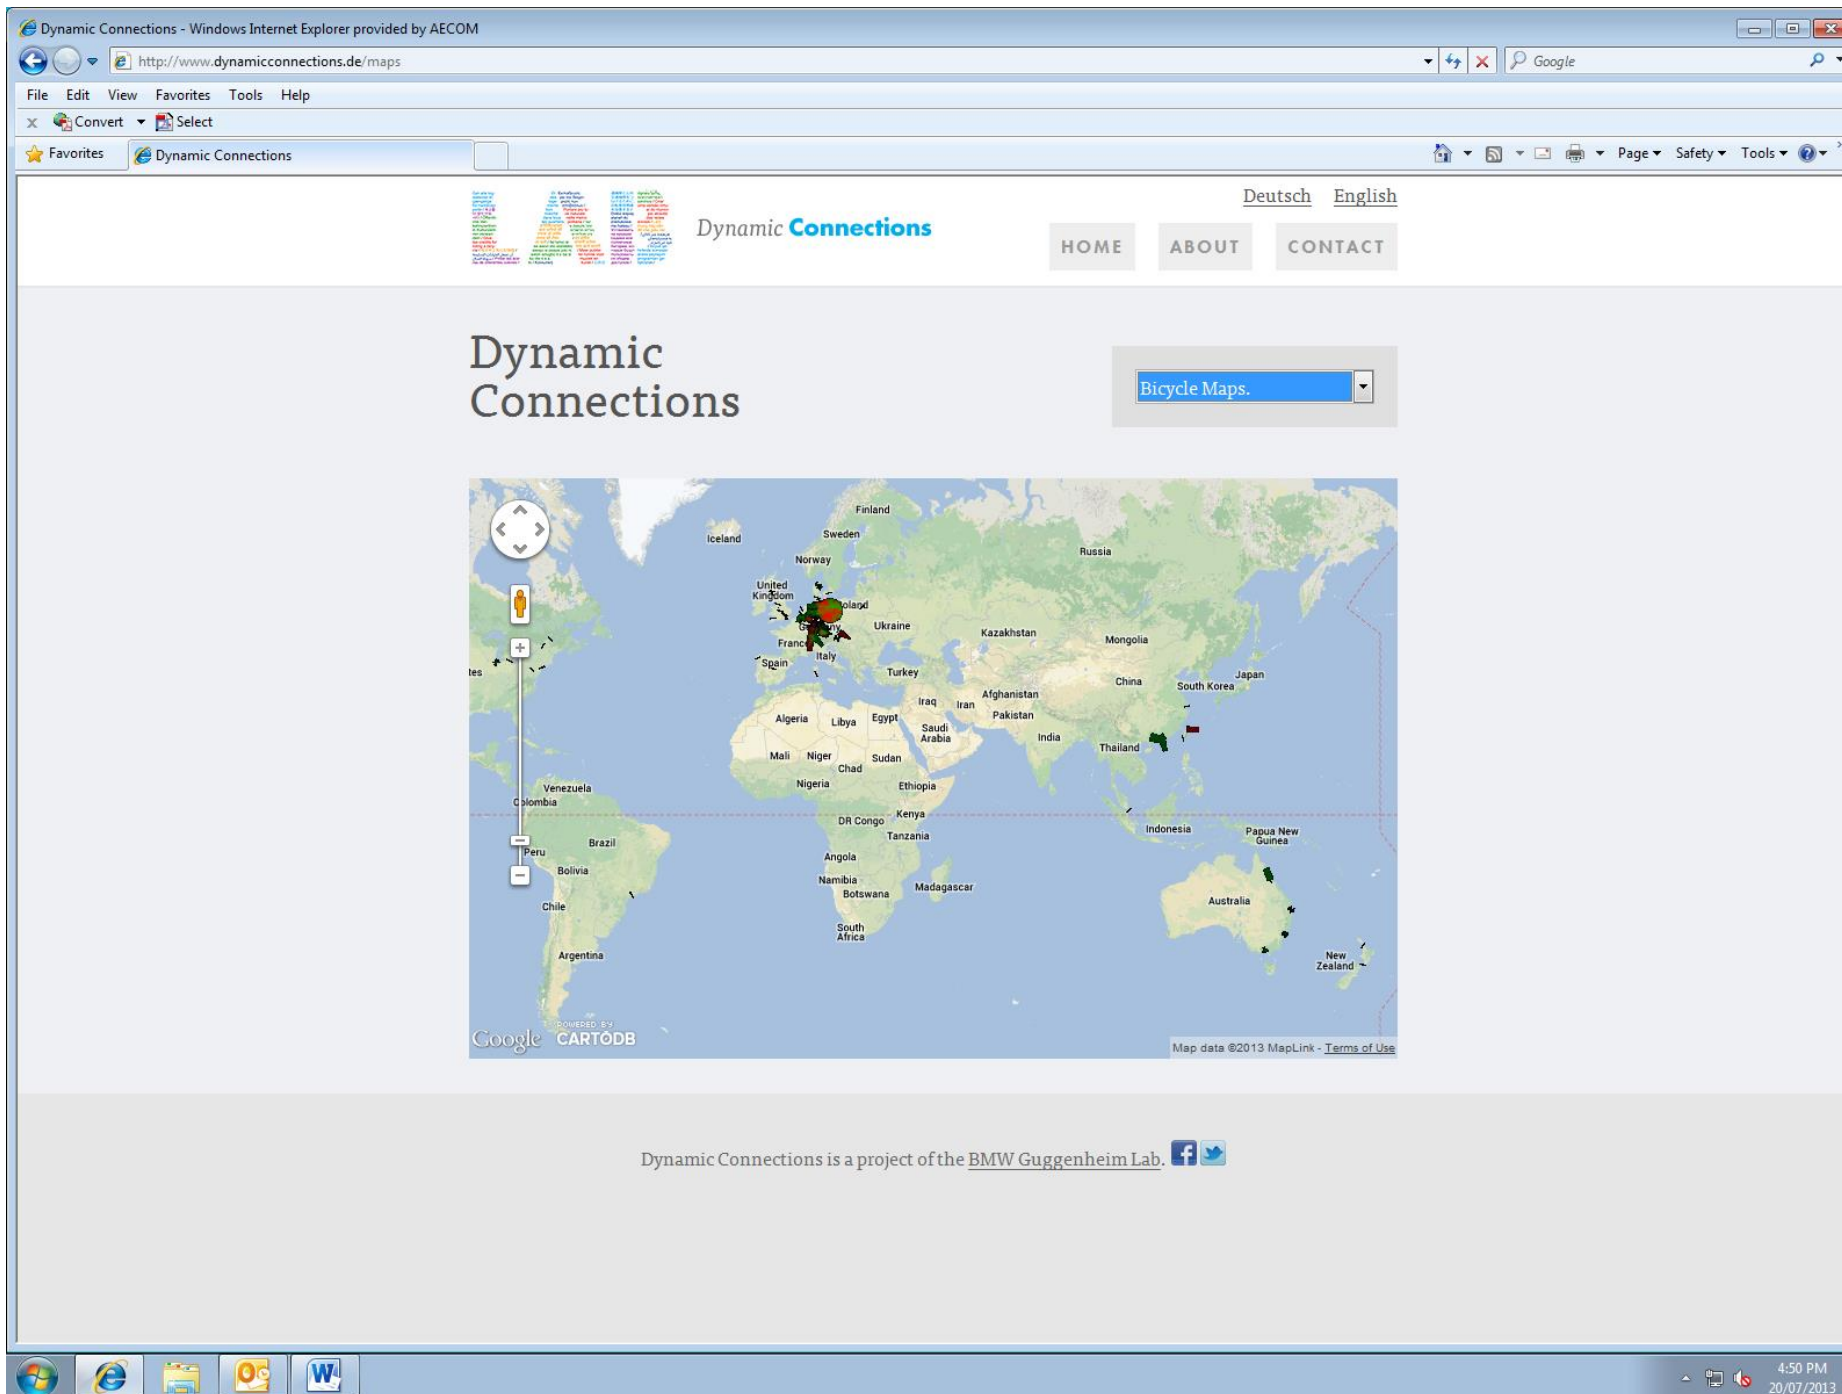 Dynamic Connections - Windows Internet Explorer provided by AECOM
http://www.dynamicconnections.de/maps
Google
File Edit View Favorites Tools Help
x Convert Select
Favorites Dynamic Connections
Page Safety Tools
LAB
Dynamic Connections
Deutsch English
HOME ABOUT CONTACT
Dynamic
Connections
Bicycle Maps.
Finland
Iceland
Sweden
Russia
Norway
United
Kingdom
oland
Ukraine
Kazakhstan
Mongolia
France
Italy
Spain
Turkey
tes
Japan
China
South Korea
Afghanistan
Iraq
Iran
Pakistan
Algeria
Libya
Egypt
Saudi
Arabia
India
Thailand
Mali
Niger
Chad
Sudan
Nigeria
Ethiopia
Venezuela
Colombia
DR Congo
Kenya
Tanzania
Indonesia
Papua New
Guinea
Brazil
Peru
Bolivia
Angola
Namibia
Botswana
Madagascar
Chile
Australia
South
Africa
Argentina
New
Zealand
Google
POWERED BY
CARTODB
Map data ©2013 MapLink - Terms of Use
Dynamic Connections is a project of the BMW Guggenheim Lab.
4:50 PM
20/07/2013